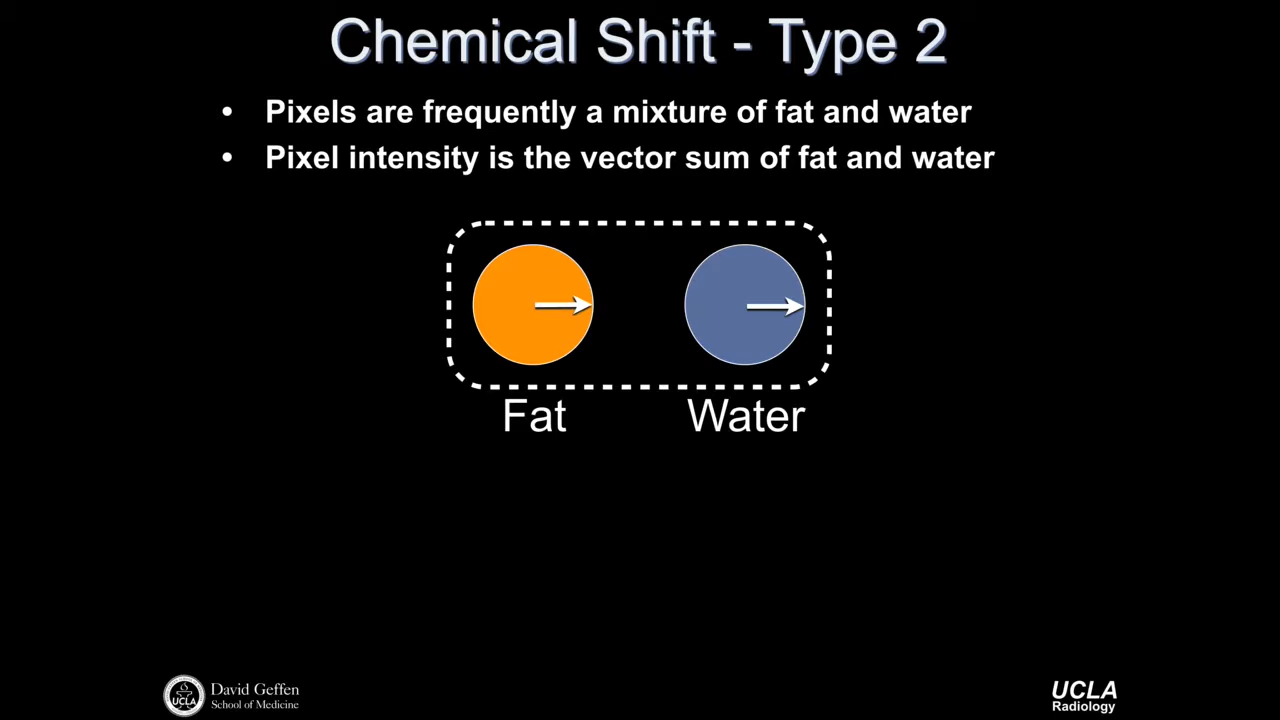 Chemical Shift - Type 2
• Pixels are frequently a mixture of fat and water
• Pixel intensity is the vector sum of fat and water
Fat Water
UCLA
David Geffen
School of Medicine
UCLA
Radiology